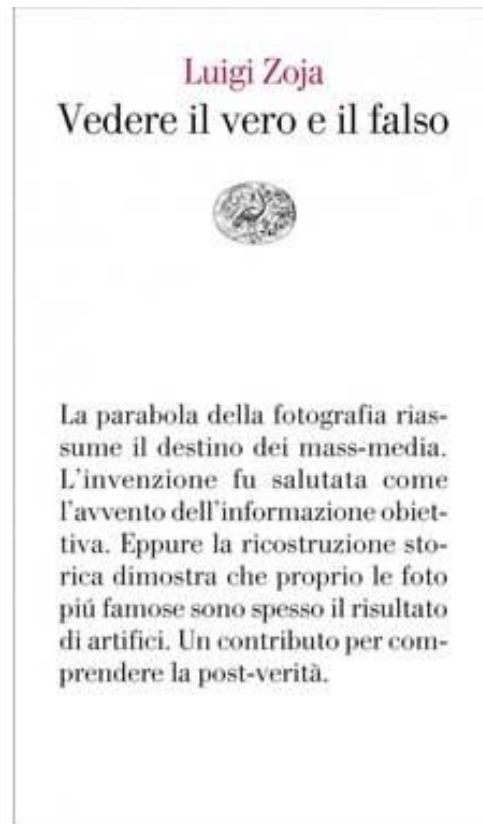 Luigi Zoja
Vedere il vero e il falso
La parabola della fotografia rias-
sume il destino dei mass-media.
L'invenzione fu salutata come
l'avvento dell'informazione obiet-
tiva. Eppure la ricostruzione sto-
rica dimostra che proprio le foto
piú famose sono spesso il risultato
di artifici. Un contributo per com-
prendere la post-verità.